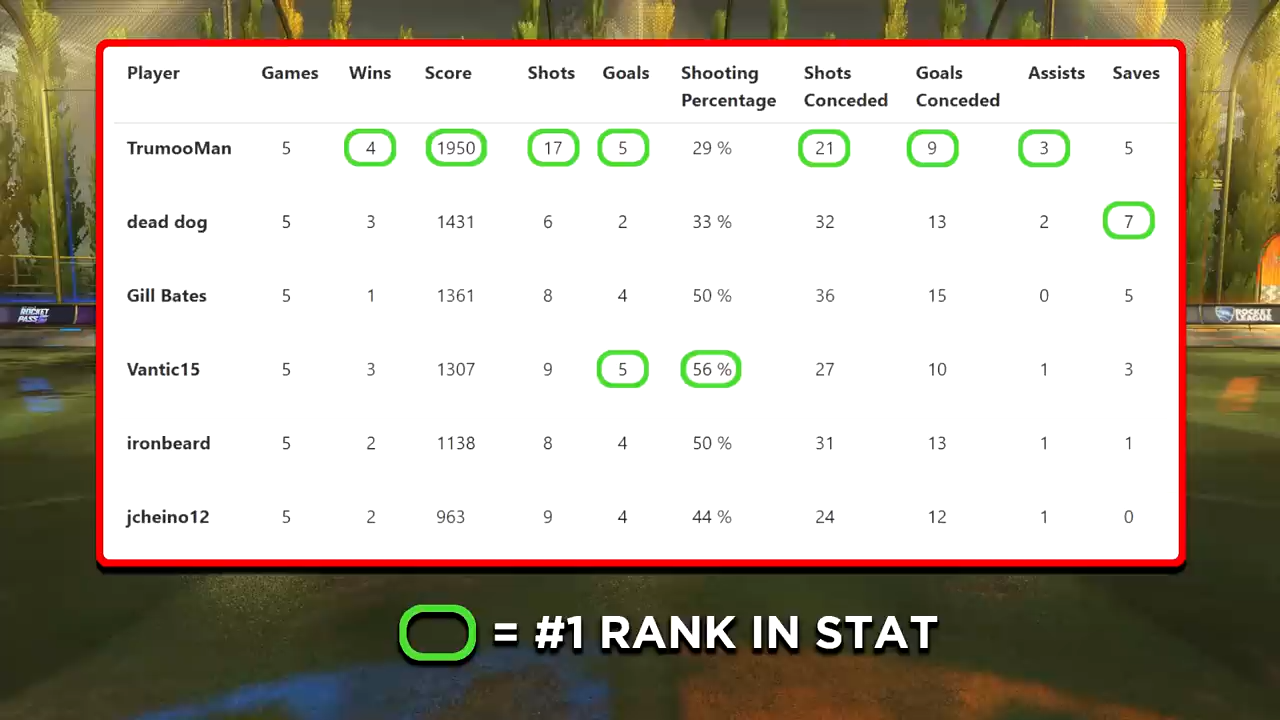 Player Games Wins Score Shots Goals Shooting Percentage Shots Conceded Goals Conceded Assists Saves
TrumooMan 5 4 1950 17 5 29 % 21 9 3 5
dead dog 5 3 1431 6 2 33 % 32 13 2 7
Gill Bates 5 1 1361 8 4 50 % 36 15 0 5
Vantic15 5 3 1307 9 5 56 % 27 10 1 3
ironbeard 5 2 1138 8 4 50 % 31 13 1 1
jcheino12 5 2 963 9 4 44 % 24 12 1 0
ROCKET PASS
ROCKET LEAGUE
= #1 RANK IN STAT